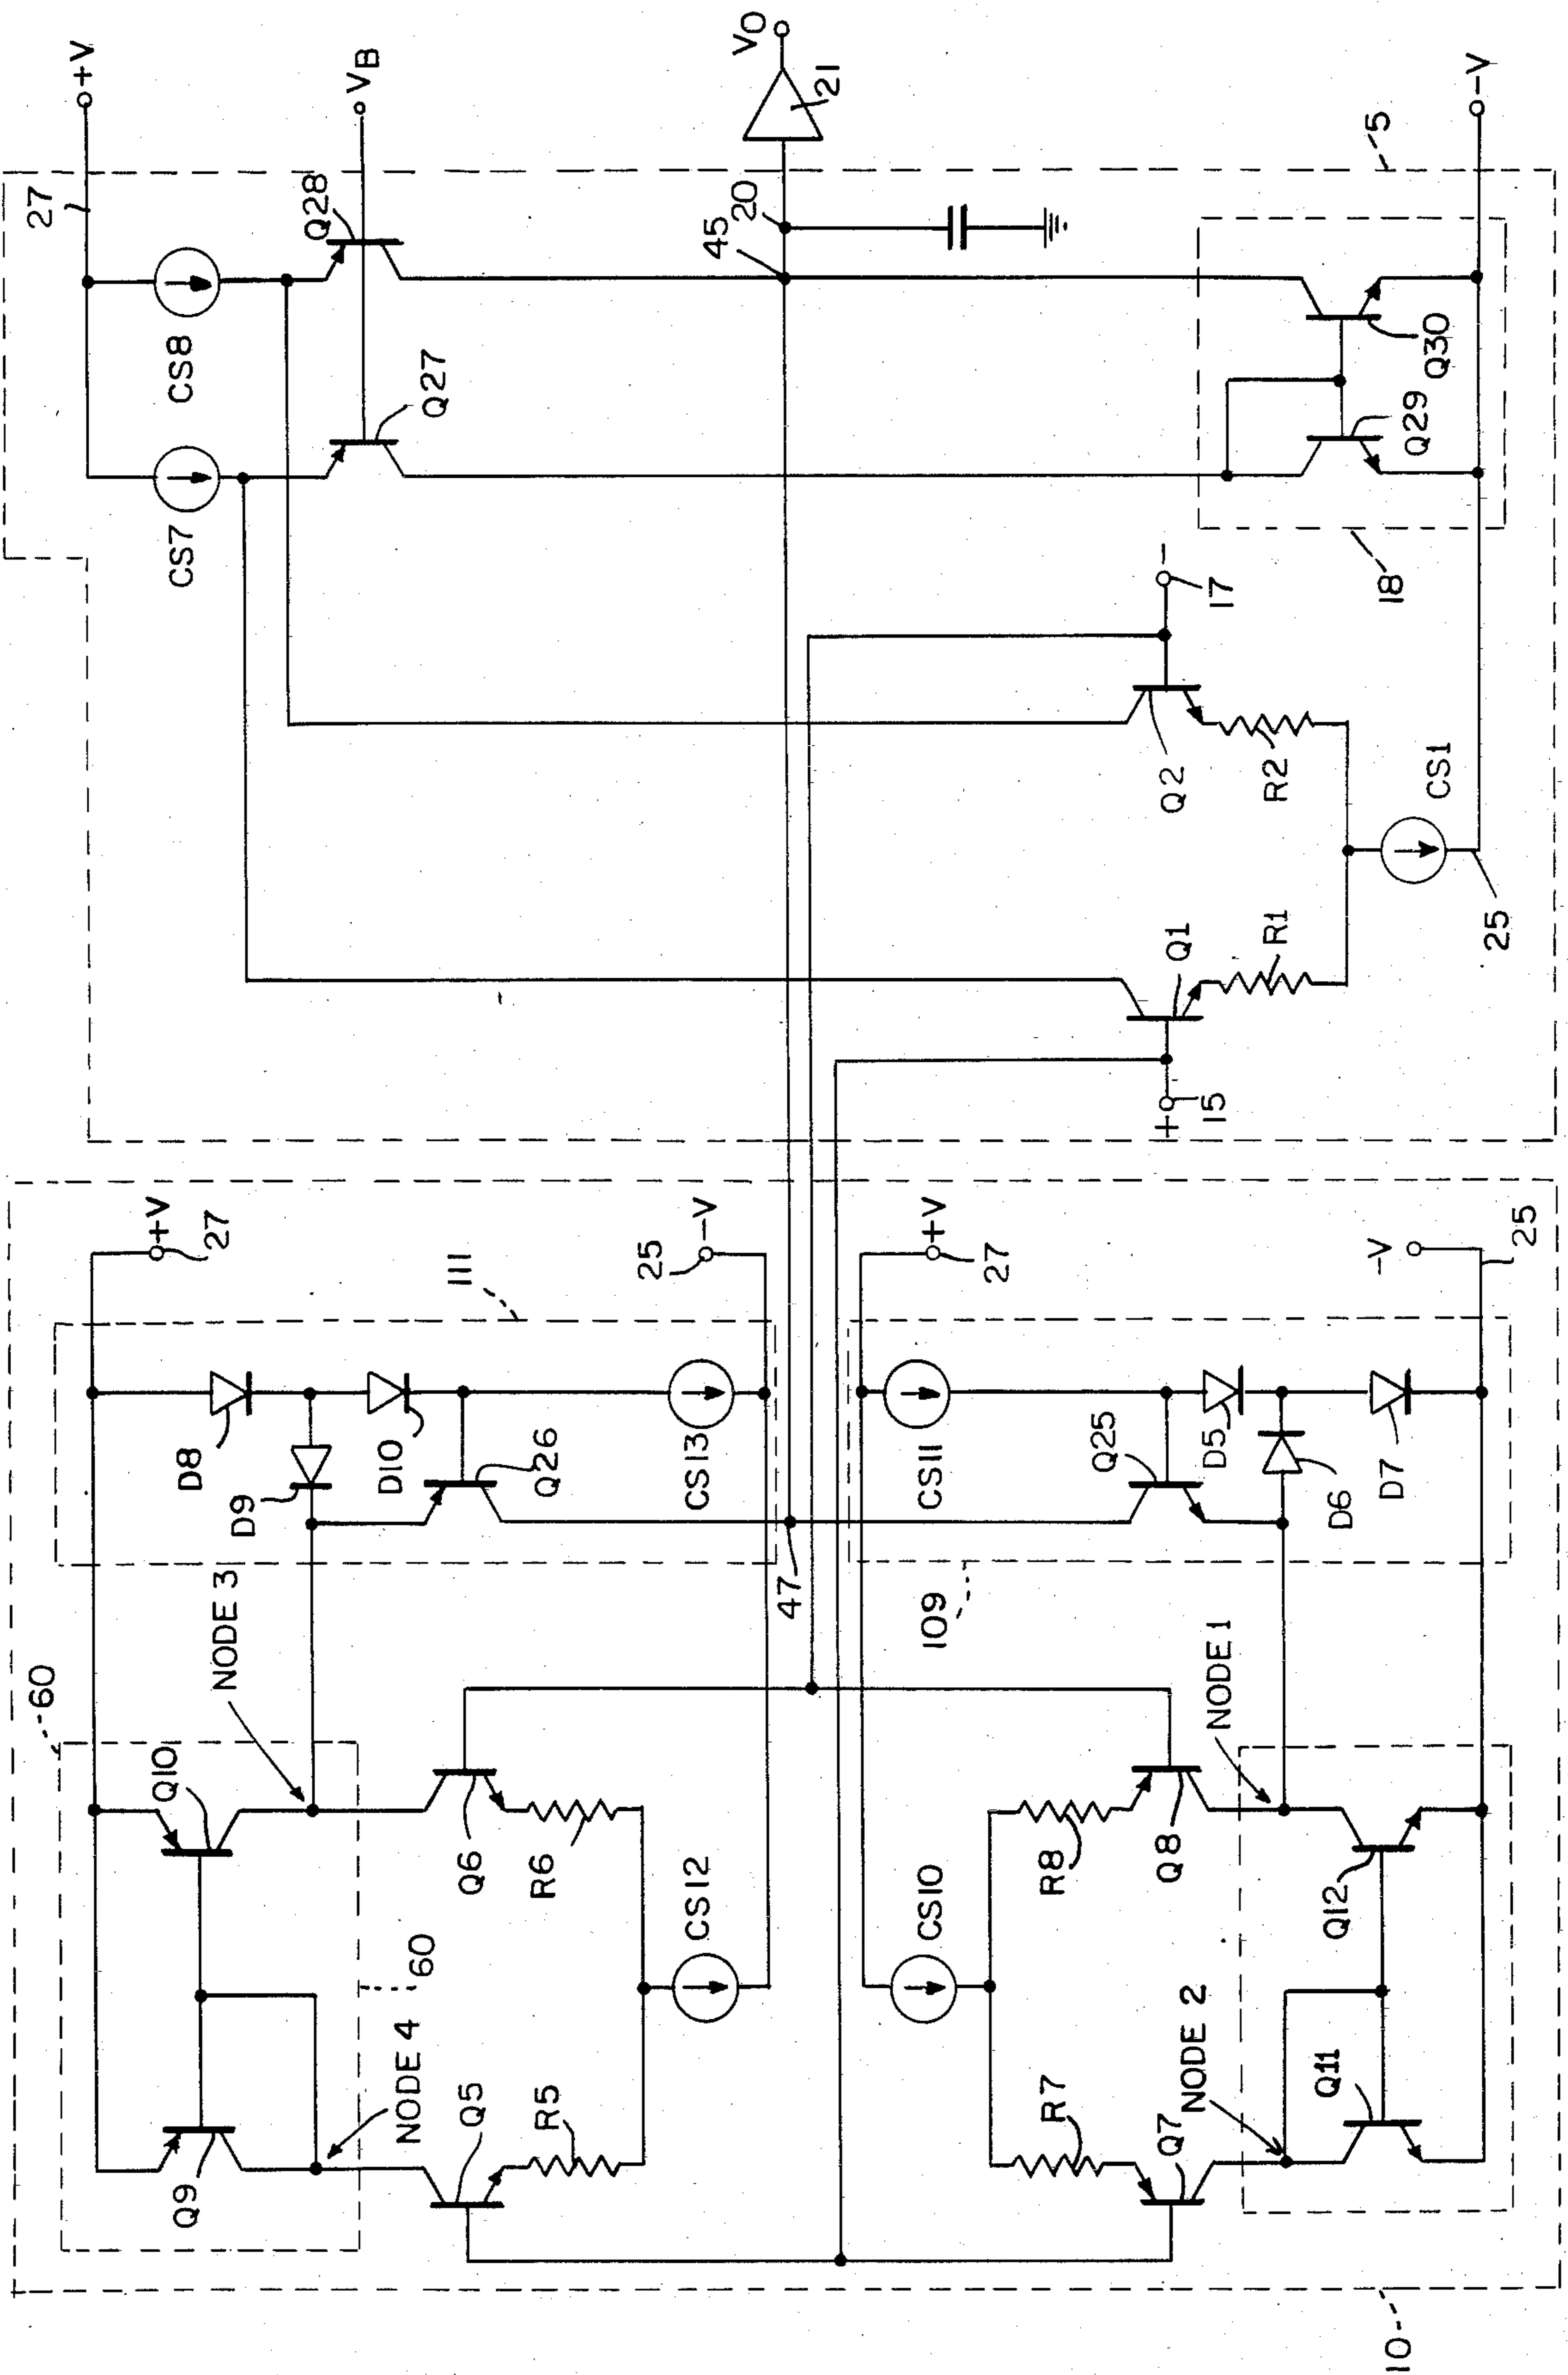 +V
27
CS8
CS7
Q28
VB
Q27
VO
21
20
45
-V
5
Q30
Q29
18
-
17
Q2
R2
CS1
25
Q1
R1
+
15
+V
27
111
25
-V
+V
27
-V
25
D8
D9
D10
Q26
CS13
CS11
Q25
D5
D6
D7
47
109
60
NODE 3
NODE 1
Q10
Q6
R6
CS12
CS10
R8
Q8
Q12
60
NODE 4
Q9
Q5
R5
R7
Q7
NODE 2
Q11
10